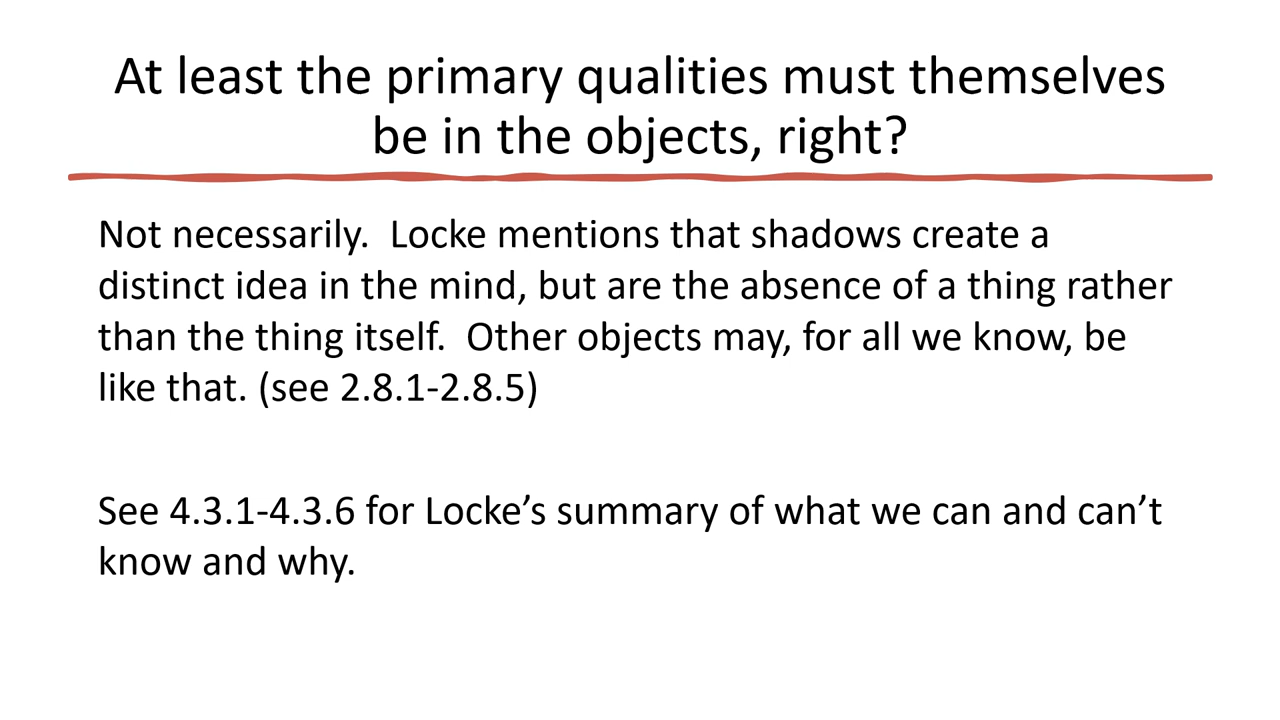 At least the primary qualities must themselves
be in the objects, right?
Not necessarily.  Locke mentions that shadows create a
distinct idea in the mind, but are the absence of a thing rather
than the thing itself.  Other objects may, for all we know, be
like that. (see 2.8.1-2.8.5)
See 4.3.1-4.3.6 for Locke’s summary of what we can and can’t
know and why.